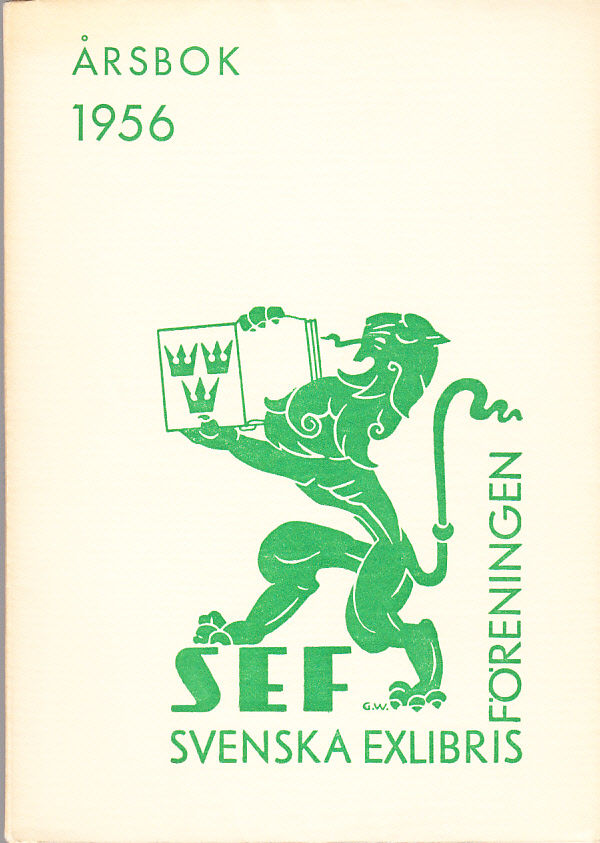 ÅRSBOK
1956
SEF
G.W.
SVENSKA EXLIBRIS
FÖRENINGEN